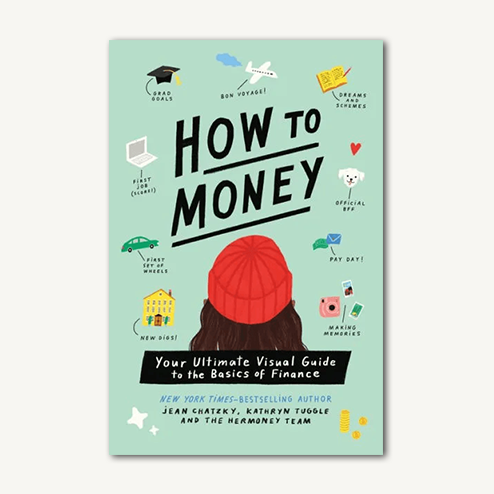 GRAD
GOALS
BON VOYAGE!
DREAMS
AND
SCHEMES
HOW TO
MONEY
FIRST
JOB
(SCORE!)
OFFICIAL
BFF
FIRST
SET OF
WHEELS
PAY DAY!
NEW DIGS!
MAKING
MEMORIES
Your Ultimate Visual Guide
to the Basics of Finance
NEW YORK TIMES–BESTSELLING AUTHOR
JEAN CHATZKY, KATHRYN TUGGLE
AND THE HERMONEY TEAM